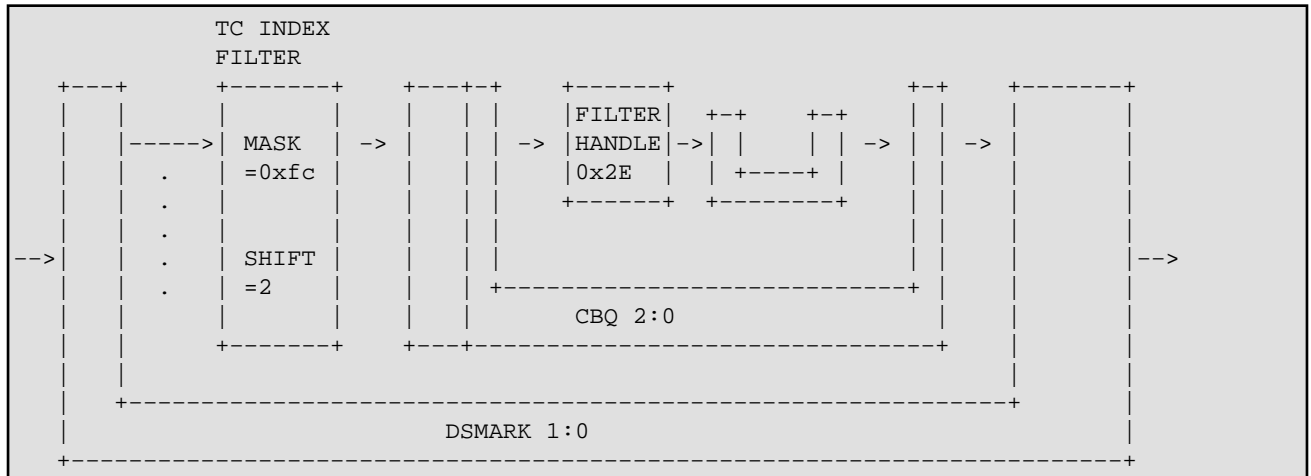 TC INDEX
FILTER
+---+ +-------+ +---+-+ +------+ +-+ +-------+
| | | | | | | |FILTER| +-+ +-+ | | | |
| |----->| MASK | -> | | | -> |HANDLE|->| | | | -> | | -> | |
| . | =0xfc | | | | |0x2E | | +----+ | | | | |
| | . | | | | | +------+ +--------+ | | | |
| | . | | | | | | | | |
-->| | . | SHIFT | | | | | | | |-->
| | . | =2 | | | +----------------------------+ | | |
| | | | | | CBQ 2:0 | | |
| | +-------+ +---+--------------------------------+ | |
| | | |
| +-------------------------------------------------------------+ |
| DSMARK 1:0 |
+-------------------------------------------------------------------------+